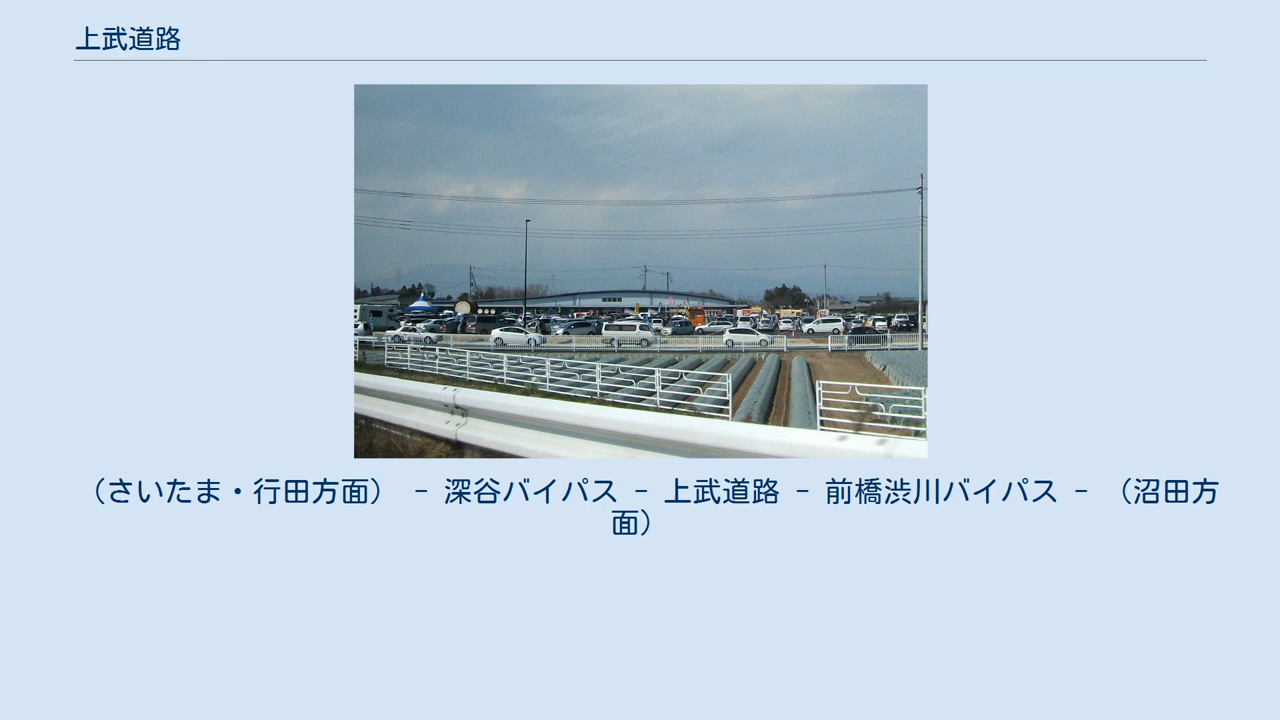 上武道路
（さいたま・行田方面） - 深谷バイパス - 上武道路 - 前橋渋川バイパス - （沼田方
面）